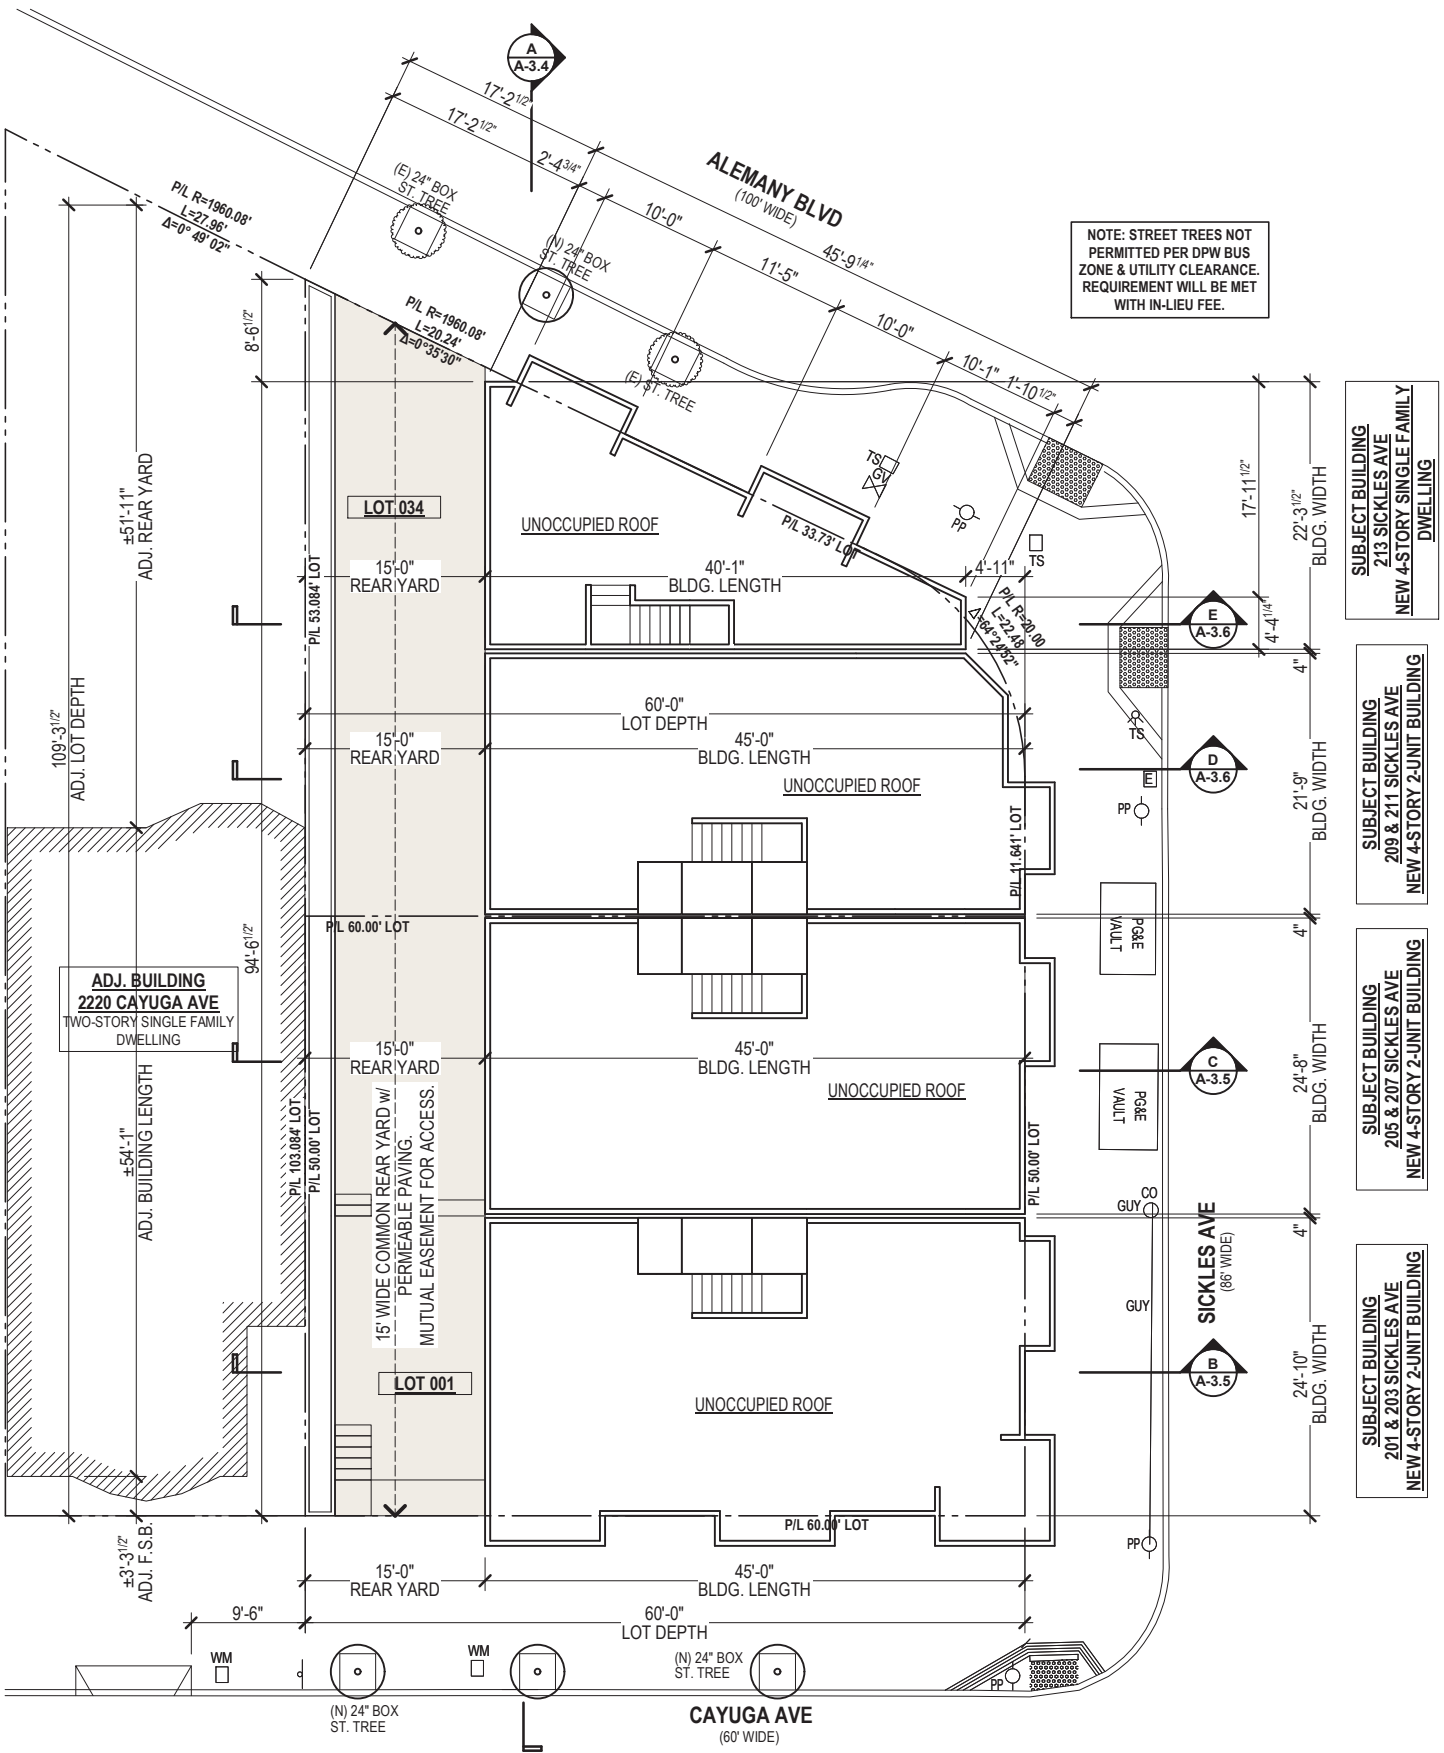 A
A-3.4
17'-2 1/2"
17'-2 1/2"
2'-4 3/4"
ALEMANY BLVD
(100' WIDE)
45'-9 1/4"
10'-0"
11'-5"
10'-0"
10'-1"
1'-10 1/2"
(E) 24" BOX
ST. TREE
(N) 24" BOX
ST. TREE
(E) ST. TREE
NOTE: STREET TREES NOT
PERMITTED PER DPW BUS
ZONE & UTILITY CLEARANCE.
REQUIREMENT WILL BE MET
WITH IN-LIEU FEE.
P/L R=1960.08'
L=27.96'
Δ=0° 49' 02"
P/L R=1960.08'
L=20.24'
Δ=0°35'30"
8'-6 1/2"
±51'-11"
ADJ. REAR YARD
109'-3 1/2"
ADJ. LOT DEPTH
94'-6 1/2"
LOT 034
UNOCCUPIED ROOF
P/L 33.73' LOT
TS
GV
PP
TS
15'-0"
REAR YARD
40'-1"
BLDG. LENGTH
4'-11"
P/L 53.084' LOT
P/L R=20.00
L=22.48
Δ=64°24'52"
17'-11 1/2"
22'-3 1/2"
BLDG. WIDTH
4'-4 1/4"
4"
SUBJECT BUILDING
213 SICKLES AVE
NEW 4-STORY SINGLE FAMILY
DWELLING
E
A-3.6
60'-0"
LOT DEPTH
15'-0"
REAR YARD
45'-0"
BLDG. LENGTH
UNOCCUPIED ROOF
P/L 11.641' LOT
TS
E
PP
D
A-3.6
21'-9"
BLDG. WIDTH
4"
SUBJECT BUILDING
209 & 211 SICKLES AVE
NEW 4-STORY 2-UNIT BUILDING
P/L 60.00' LOT
PG&E
VAULT
ADJ. BUILDING
2220 CAYUGA AVE
TWO-STORY SINGLE FAMILY
DWELLING
±54'-1"
ADJ. BUILDING LENGTH
15'-0"
REAR YARD
45'-0"
BLDG. LENGTH
UNOCCUPIED ROOF
P/L 103.084' LOT
P/L 50.00' LOT
P/L 50.00' LOT
PG&E
VAULT
C
A-3.5
24'-8"
BLDG. WIDTH
4"
SUBJECT BUILDING
205 & 207 SICKLES AVE
NEW 4-STORY 2-UNIT BUILDING
15' WIDE COMMON REAR YARD w/
PERMEABLE PAVING.
MUTUAL EASEMENT FOR ACCESS.
CO
GUY
GUY
SICKLES AVE
(86' WIDE)
B
A-3.5
24'-10"
BLDG. WIDTH
SUBJECT BUILDING
201 & 203 SICKLES AVE
NEW 4-STORY 2-UNIT BUILDING
LOT 001
UNOCCUPIED ROOF
P/L 60.00' LOT
PP
±3'-3 1/2"
ADJ. F.S.B.
15'-0"
REAR YARD
45'-0"
BLDG. LENGTH
9'-6"
60'-0"
LOT DEPTH
WM
WM
(N) 24" BOX
ST. TREE
PP
(N) 24" BOX
ST. TREE
CAYUGA AVE
(60' WIDE)